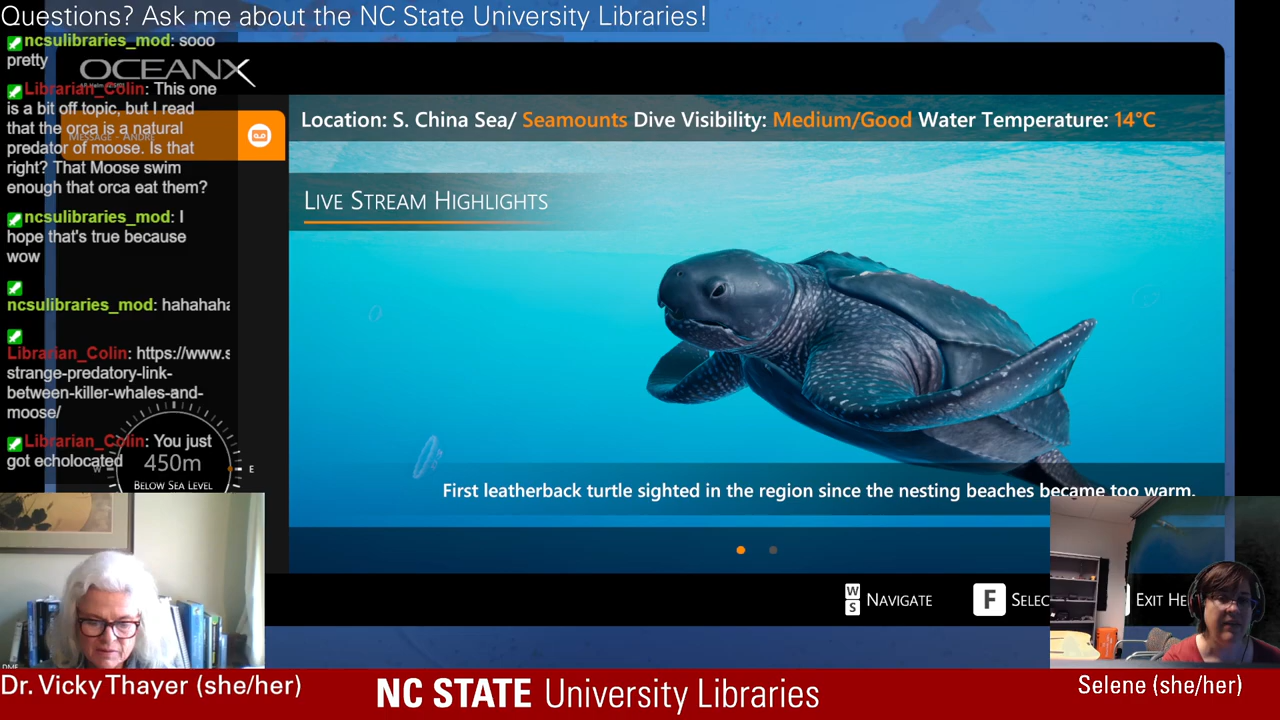 Questions? Ask me about the NC State University Libraries!
ncsulibraries_mod: sooo
pretty
Librarian_Colin: This one
is a bit off topic, but I read
that the orca is a natural
predator of moose. Is that
right? That Moose swim
enough that orca eat them?
ncsulibraries_mod: I
hope that's true because
wow
ncsulibraries_mod: hahahaha
Librarian_Colin: https://www.s
strange-predatory-link-
between-killer-whales-and-
moose/
Librarian_Colin: You just
got echolocated
OCEANX
Location: S. China Sea/ Seamounts Dive Visibility: Medium/Good Water Temperature: 14°C
LIVE STREAM HIGHLIGHTS
W
450m
E
BELOW SEA LEVEL
First leatherback turtle sighted in the region since the nesting beaches became too warm.
W
S
NAVIGATE
F
SELEC
EXIT HE
Dr. Vicky Thayer (she/her)
NC STATE University Libraries
Selene (she/her)